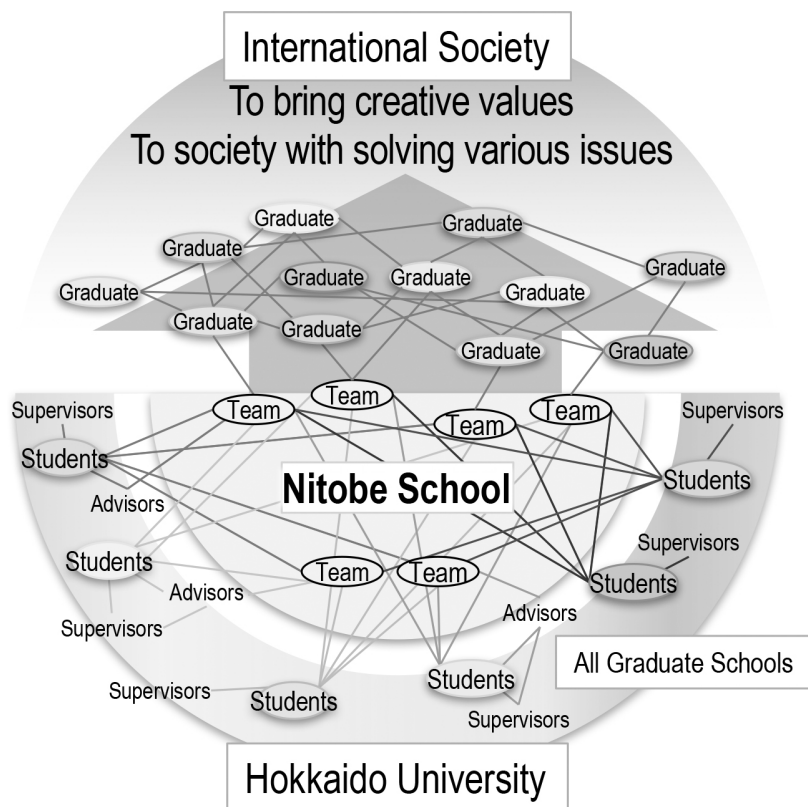 International Society
To bring creative values
To society with solving various issues
Graduate
Graduate
Graduate
Graduate
Graduate
Graduate
Graduate
Graduate
Graduate
Graduate
Graduate
Graduate
Team
Team
Team
Team
Supervisors
Supervisors
Students
Students
Nitobe School
Advisors
Supervisors
Students
Team
Team
Students
Advisors
Advisors
Supervisors
All Graduate Schools
Students
Supervisors
Students
Supervisors
Hokkaido University